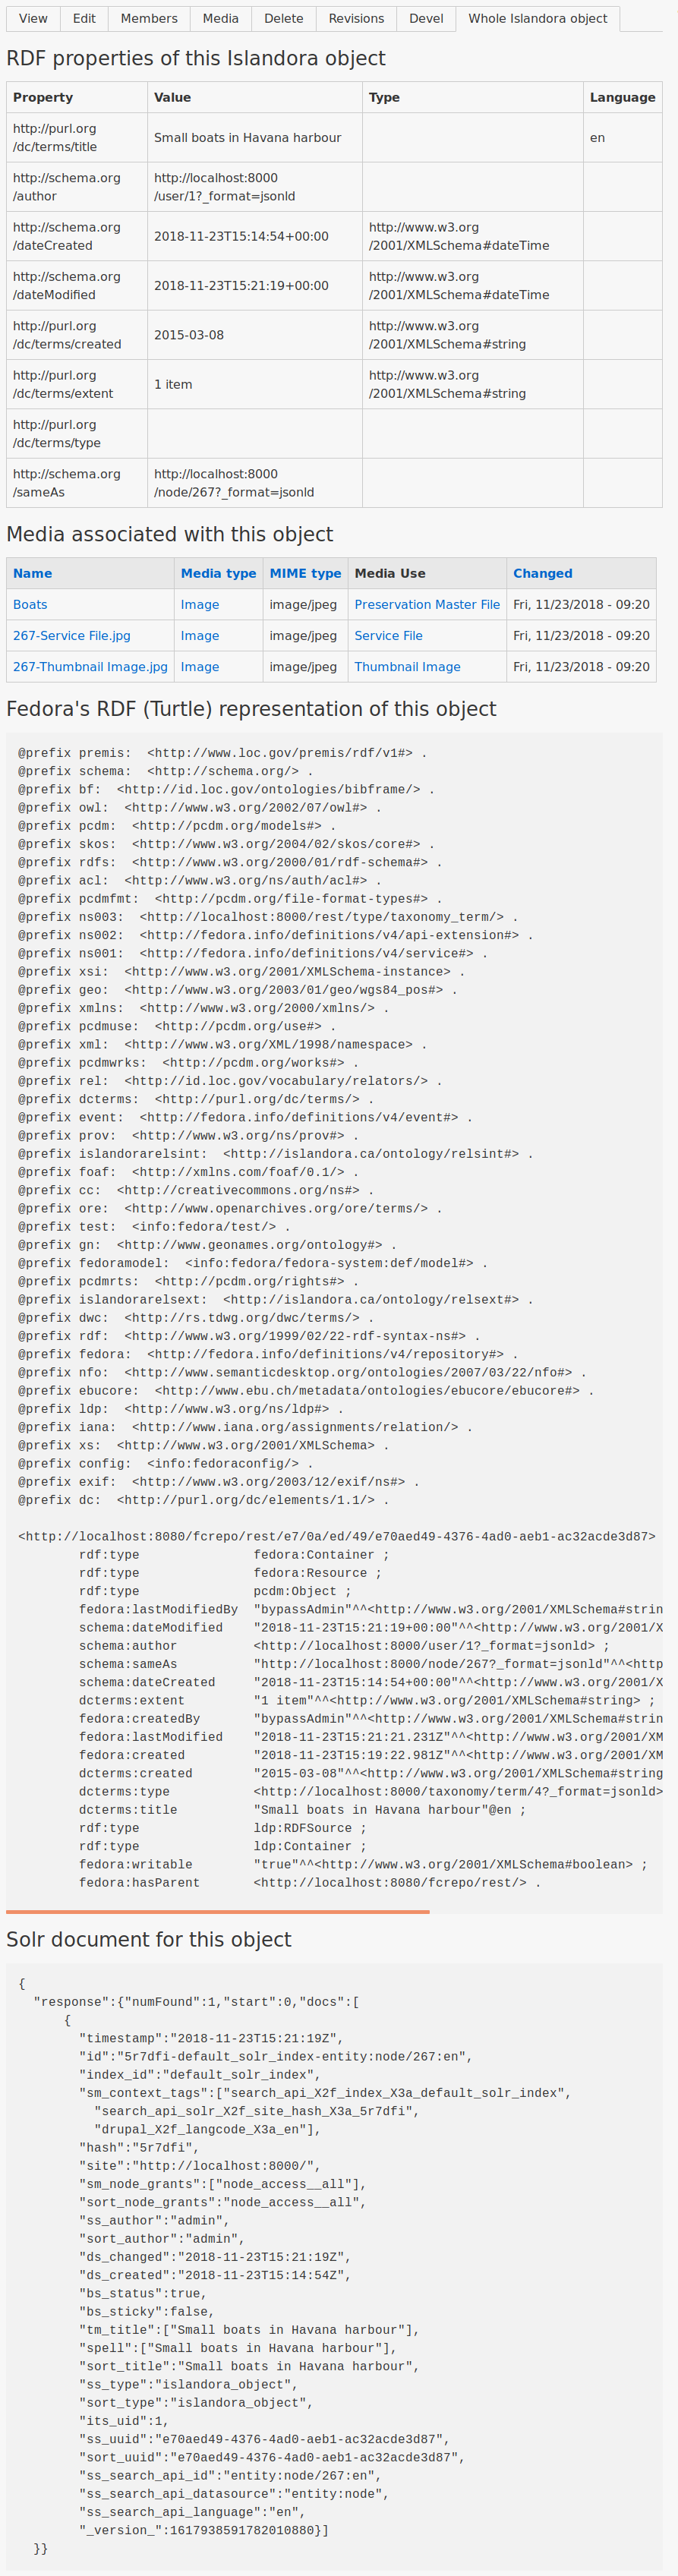 View Edit Members Media Delete Revisions Devel Whole Islandora object
RDF properties of this Islandora object
Property Value Type Language
http://purl.org
/dc/terms/title Small boats in Havana harbour en
http://schema.org
/author http://localhost:8000
/user/1?_format=jsonld
http://schema.org
/dateCreated 2018-11-23T15:14:54+00:00 http://www.w3.org
/2001/XMLSchema#dateTime
http://schema.org
/dateModified 2018-11-23T15:21:19+00:00 http://www.w3.org
/2001/XMLSchema#dateTime
http://purl.org
/dc/terms/created 2015-03-08 http://www.w3.org
/2001/XMLSchema#string
http://purl.org
/dc/terms/extent 1 item http://www.w3.org
/2001/XMLSchema#string
http://purl.org
/dc/terms/type
http://schema.org
/sameAs http://localhost:8000
/node/267?_format=jsonld
Media associated with this object
Name Media type MIME type Media Use Changed
Boats Image image/jpeg Preservation Master File Fri, 11/23/2018 - 09:20
267-Service File.jpg Image image/jpeg Service File Fri, 11/23/2018 - 09:20
267-Thumbnail Image.jpg Image image/jpeg Thumbnail Image Fri, 11/23/2018 - 09:20
Fedora's RDF (Turtle) representation of this object
@prefix premis:  <http://www.loc.gov/premis/rdf/v1#> .
@prefix schema:  <http://schema.org/> .
@prefix bf:  <http://id.loc.gov/ontologies/bibframe/> .
@prefix owl:  <http://www.w3.org/2002/07/owl#> .
@prefix pcdm:  <http://pcdm.org/models#> .
@prefix skos:  <http://www.w3.org/2004/02/skos/core#> .
@prefix rdfs:  <http://www.w3.org/2000/01/rdf-schema#> .
@prefix acl:  <http://www.w3.org/ns/auth/acl#> .
@prefix pcdmfmt:  <http://pcdm.org/file-format-types#> .
@prefix ns003:  <http://localhost:8000/rest/type/taxonomy_term/> .
@prefix ns002:  <http://fedora.info/definitions/v4/api-extension#> .
@prefix ns001:  <http://fedora.info/definitions/v4/service#> .
@prefix xsi:  <http://www.w3.org/2001/XMLSchema-instance> .
@prefix geo:  <http://www.w3.org/2003/01/geo/wgs84_pos#> .
@prefix xmlns:  <http://www.w3.org/2000/xmlns/> .
@prefix pcdmuse:  <http://pcdm.org/use#> .
@prefix xml:  <http://www.w3.org/XML/1998/namespace> .
@prefix pcdmwrks:  <http://pcdm.org/works#> .
@prefix rel:  <http://id.loc.gov/vocabulary/relators/> .
@prefix dcterms:  <http://purl.org/dc/terms/> .
@prefix event:  <http://fedora.info/definitions/v4/event#> .
@prefix prov:  <http://www.w3.org/ns/prov#> .
@prefix islandorarelsint:  <http://islandora.ca/ontology/relsint#> .
@prefix foaf:  <http://xmlns.com/foaf/0.1/> .
@prefix cc:  <http://creativecommons.org/ns#> .
@prefix ore:  <http://www.openarchives.org/ore/terms/> .
@prefix test:  <info:fedora/test/> .
@prefix gn:  <http://www.geonames.org/ontology#> .
@prefix fedoramodel:  <info:fedora/fedora-system:def/model#> .
@prefix pcdmrts:  <http://pcdm.org/rights#> .
@prefix islandorarelsext:  <http://islandora.ca/ontology/relsext#> .
@prefix dwc:  <http://rs.tdwg.org/dwc/terms/> .
@prefix rdf:  <http://www.w3.org/1999/02/22-rdf-syntax-ns#> .
@prefix fedora:  <http://fedora.info/definitions/v4/repository#> .
@prefix nfo:  <http://www.semanticdesktop.org/ontologies/2007/03/22/nfo#> .
@prefix ebucore:  <http://www.ebu.ch/metadata/ontologies/ebucore/ebucore#> .
@prefix ldp:  <http://www.w3.org/ns/ldp#> .
@prefix iana:  <http://www.iana.org/assignments/relation/> .
@prefix xs:  <http://www.w3.org/2001/XMLSchema> .
@prefix config:  <info:fedoraconfig/> .
@prefix exif:  <http://www.w3.org/2003/12/exif/ns#> .
@prefix dc:  <http://purl.org/dc/elements/1.1/> .
<http://localhost:8080/fcrepo/rest/e7/0a/ed/49/e70aed49-4376-4ad0-aeb1-ac32acde3d87>
rdf:type fedora:Container ;
rdf:type fedora:Resource ;
rdf:type pcdm:Object ;
fedora:lastModifiedBy "bypassAdmin"^^<http://www.w3.org/2001/XMLSchema#strin
schema:dateModified "2018-11-23T15:21:19+00:00"^^<http://www.w3.org/2001/X
schema:author <http://localhost:8000/user/1?_format=jsonld> ;
schema:sameAs "http://localhost:8000/node/267?_format=jsonld"^^<http
schema:dateCreated "2018-11-23T15:14:54+00:00"^^<http://www.w3.org/2001/X
dcterms:extent "1 item"^^<http://www.w3.org/2001/XMLSchema#string> ;
fedora:createdBy "bypassAdmin"^^<http://www.w3.org/2001/XMLSchema#strin
fedora:lastModified "2018-11-23T15:21:21.231Z"^^<http://www.w3.org/2001/XM
fedora:created "2018-11-23T15:19:22.981Z"^^<http://www.w3.org/2001/XM
dcterms:created "2015-03-08"^^<http://www.w3.org/2001/XMLSchema#string
dcterms:type <http://localhost:8000/taxonomy/term/4?_format=jsonld>
dcterms:title "Small boats in Havana harbour"@en ;
rdf:type ldp:RDFSource ;
rdf:type ldp:Container ;
fedora:writable "true"^^<http://www.w3.org/2001/XMLSchema#boolean> ;
fedora:hasParent <http://localhost:8080/fcrepo/rest/> .
Solr document for this object
{
"response":{"numFound":1,"start":0,"docs":[
{
"timestamp":"2018-11-23T15:21:19Z",
"id":"5r7dfi-default_solr_index-entity:node/267:en",
"index_id":"default_solr_index",
"sm_context_tags":["search_api_X2f_index_X3a_default_solr_index",
"search_api_solr_X2f_site_hash_X3a_5r7dfi",
"drupal_X2f_langcode_X3a_en"],
"hash":"5r7dfi",
"site":"http://localhost:8000/",
"sm_node_grants":["node_access__all"],
"sort_node_grants":"node_access__all",
"ss_author":"admin",
"sort_author":"admin",
"ds_changed":"2018-11-23T15:21:19Z",
"ds_created":"2018-11-23T15:14:54Z",
"bs_status":true,
"bs_sticky":false,
"tm_title":["Small boats in Havana harbour"],
"spell":["Small boats in Havana harbour"],
"sort_title":"Small boats in Havana harbour",
"ss_type":"islandora_object",
"sort_type":"islandora_object",
"its_uid":1,
"ss_uuid":"e70aed49-4376-4ad0-aeb1-ac32acde3d87",
"sort_uuid":"e70aed49-4376-4ad0-aeb1-ac32acde3d87",
"ss_search_api_id":"entity:node/267:en",
"ss_search_api_datasource":"entity:node",
"ss_search_api_language":"en",
"_version_":1617938591782010880}]
}}